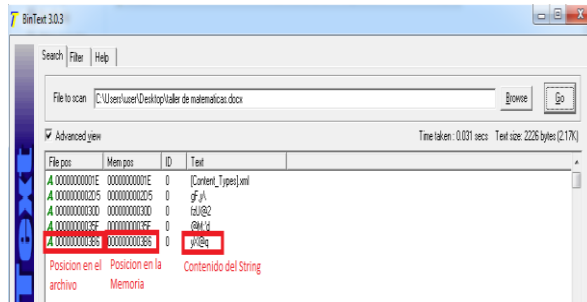 BinText 3.0.3
Search Filter Help
File to scan C:\Users\user\Desktop\taller de matematicas.docx Browse Go
Advanced view Time taken : 0.031 secs Text size: 2226 bytes (2.17K)
File pos Mem pos ID Text
A 00000000001E 00000000001E 0 [Content_Types].xml
A 0000000002D5 0000000002D5 0
A 00000000030D 00000000030D 0 fzU@2
A 00000000035F 00000000035F 0
A 0000000003B6 0000000003B6 0
Posicion en el archivo Posicion en la Memoria Contenido del String